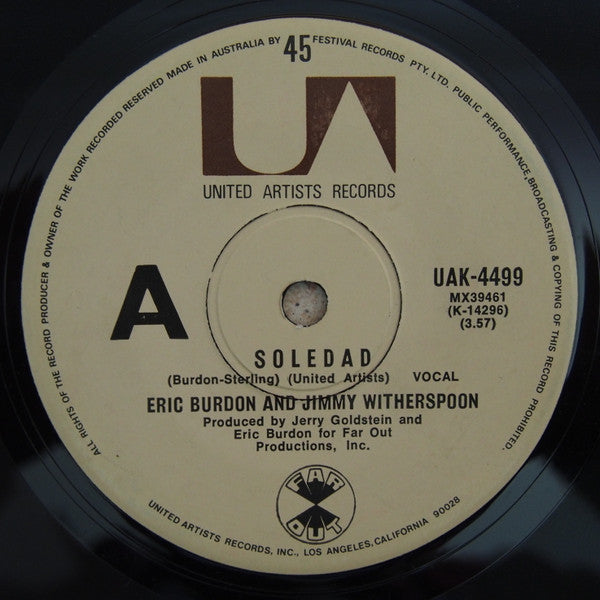 ALL RIGHTS OF THE RECORD PRODUCER & OWNER OF THE WORK RECORDED RESERVED MADE IN AUSTRALIA BY 45 FESTIVAL RECORDS PTY. LTD. PUBLIC PERFORMANCE, BROADCASTING & COPYING OF THIS RECORD PROHIBITED.
UA
UNITED ARTISTS RECORDS
A
UAK-4499
MX39461
(K-14296)
(3.57)
SOLEDAD
(Burdon-Sterling) (United Artists) VOCAL
ERIC BURDON AND JIMMY WITHERSPOON
Produced by Jerry Goldstein and
Eric Burdon for Far Out
Productions, Inc.
FAR
OUT
UNITED ARTISTS RECORDS, INC., LOS ANGELES, CALIFORNIA 90028